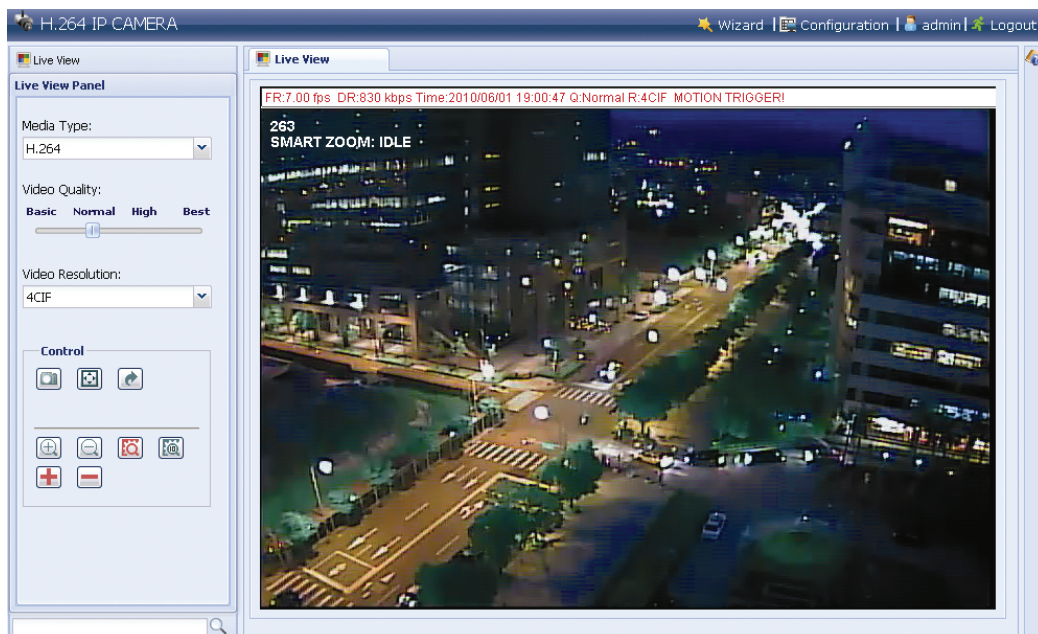 H.264 IP CAMERA
Wizard | Configuration | admin | Logout
Live View
Live View Panel
Media Type:
H.264
Video Quality:
Basic Normal High Best
Video Resolution:
4CIF
Control
Live View
FR:7.00 fps DR:830 kbps Time:2010/06/01 19:00:47 Q:Normal R:4CIF MOTION TRIGGER!
263
SMART ZOOM: IDLE